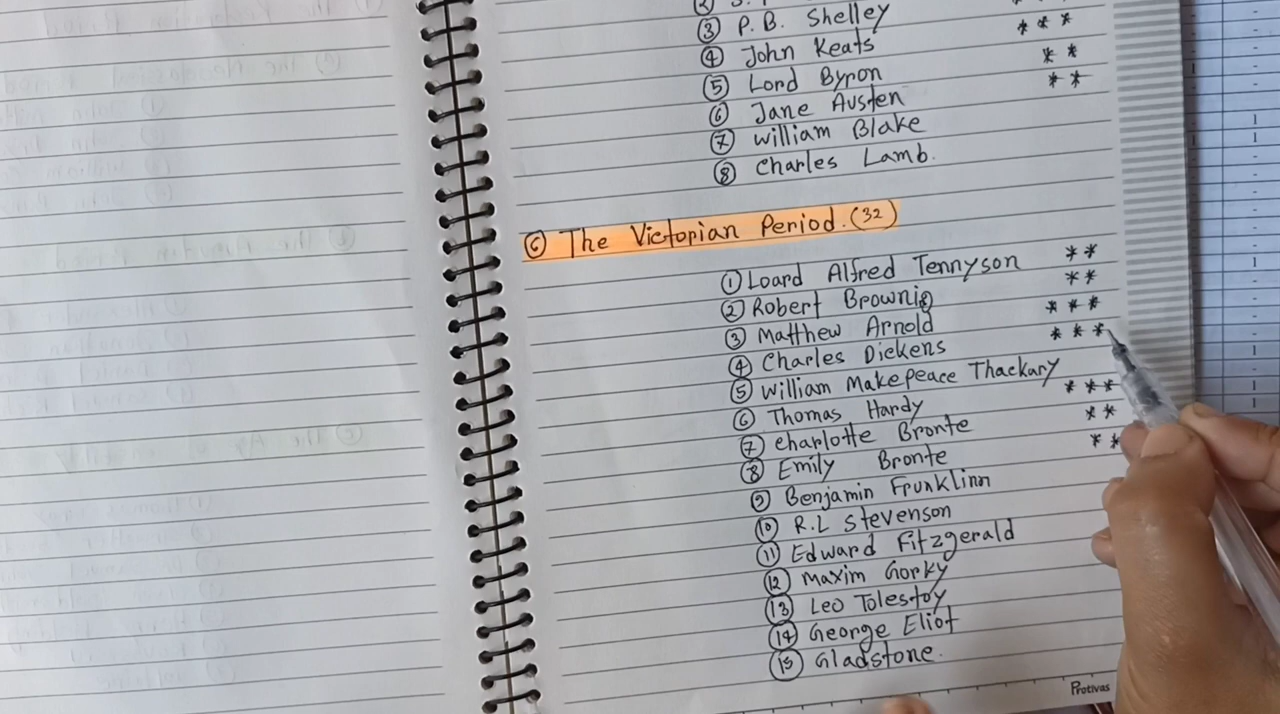 ③ P.B. Shelley ***
④ John Keats **
⑤ Lord Byron **
⑥ Jane Austen
⑦ William Blake
⑧ Charles Lamb.
⑥ The Victorian Period. (32)
① Loard Alfred Tennyson **
② Robert Brownig **
③ Matthew Arnold ***
④ Charles Dickens ***
⑤ William Makepeace Thackary
⑥ Thomas Hardy ***
⑦ Charlotte Bronte **
⑧ Emily Bronte **
⑨ Benjamin Frunklinn
⑩ R.L Stevenson
⑪ Edward Fitzgerald
⑫ Maxim Gorky
⑬ Leo Tolestoy
⑭ George Eliot
⑮ Gladstone.
Protivas